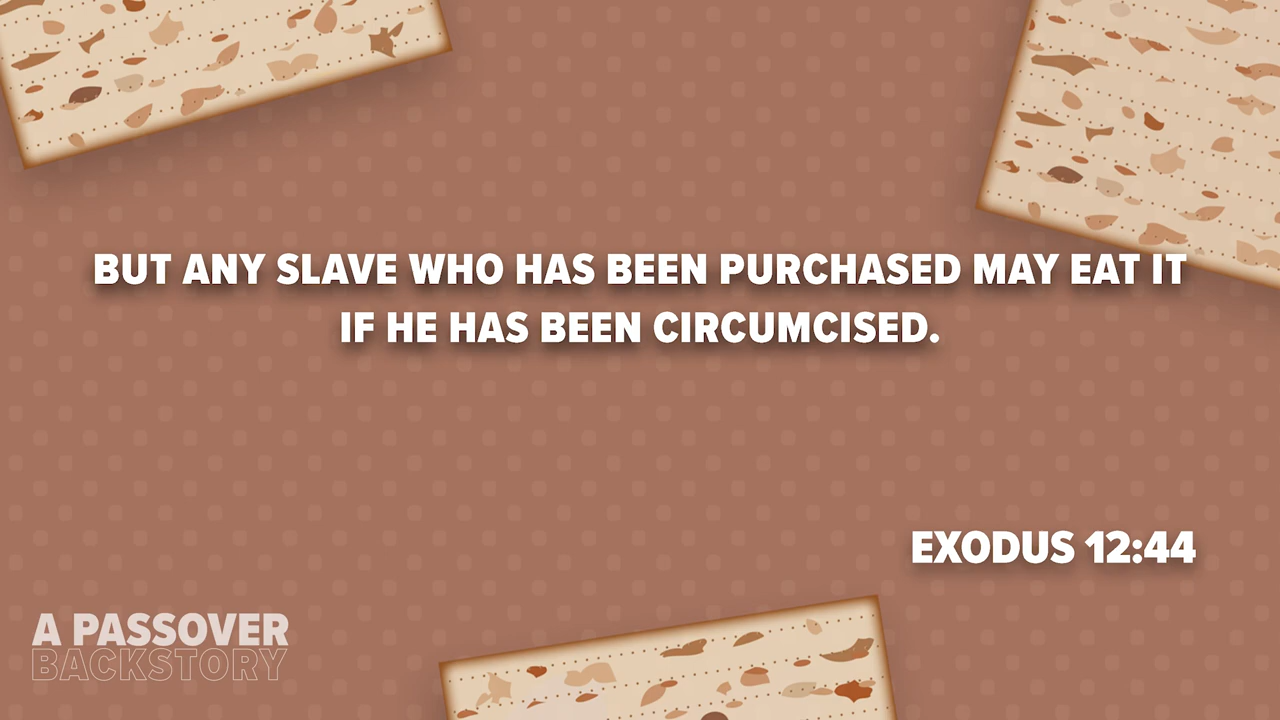 BUT ANY SLAVE WHO HAS BEEN PURCHASED MAY EAT IT
IF HE HAS BEEN CIRCUMCISED.
EXODUS 12:44
A PASSOVER
BACKSTORY